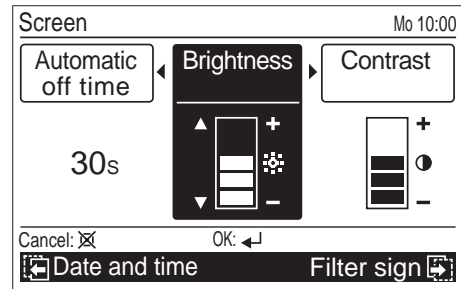 Screen Mo 10:00
Automatic Brightness Contrast
off time
+ +
30s
− −
Cancel: OK:
Date and time Filter sign